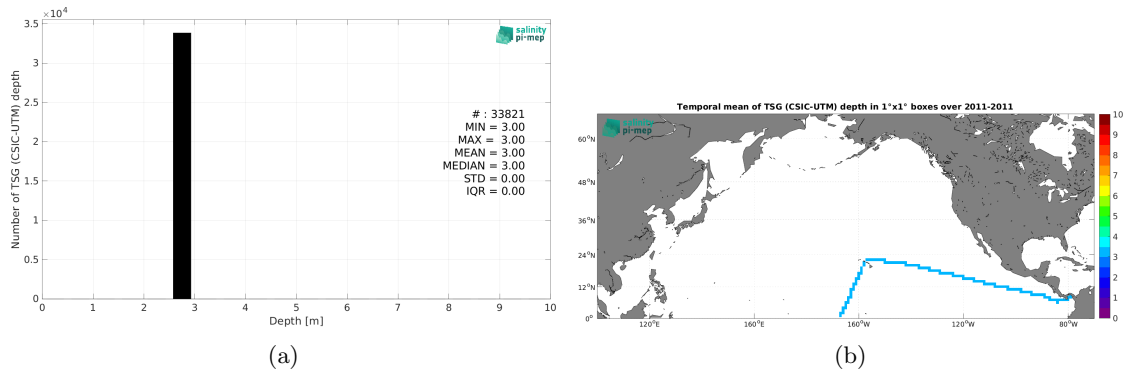 ×10⁴
3.5
3
2.5
2
1.5
1
0.5
0
Number of TSG (CSIC-UTM) depth
0 1 2 3 4 5 6 7 8 9 10
Depth [m]
salinity
pi-mep
# : 33821
MIN = 3.00
MAX = 3.00
MEAN = 3.00
MEDIAN = 3.00
STD = 0.00
IQR = 0.00
(a)
Temporal mean of TSG (CSIC-UTM) depth in 1°x1° boxes over 2011-2011
salinity
pi-mep
60°N
48°N
36°N
24°N
12°N
0°
120°E 160°E 160°W 120°W 80°W
10
9
8
7
6
5
4
3
2
1
0
(b)